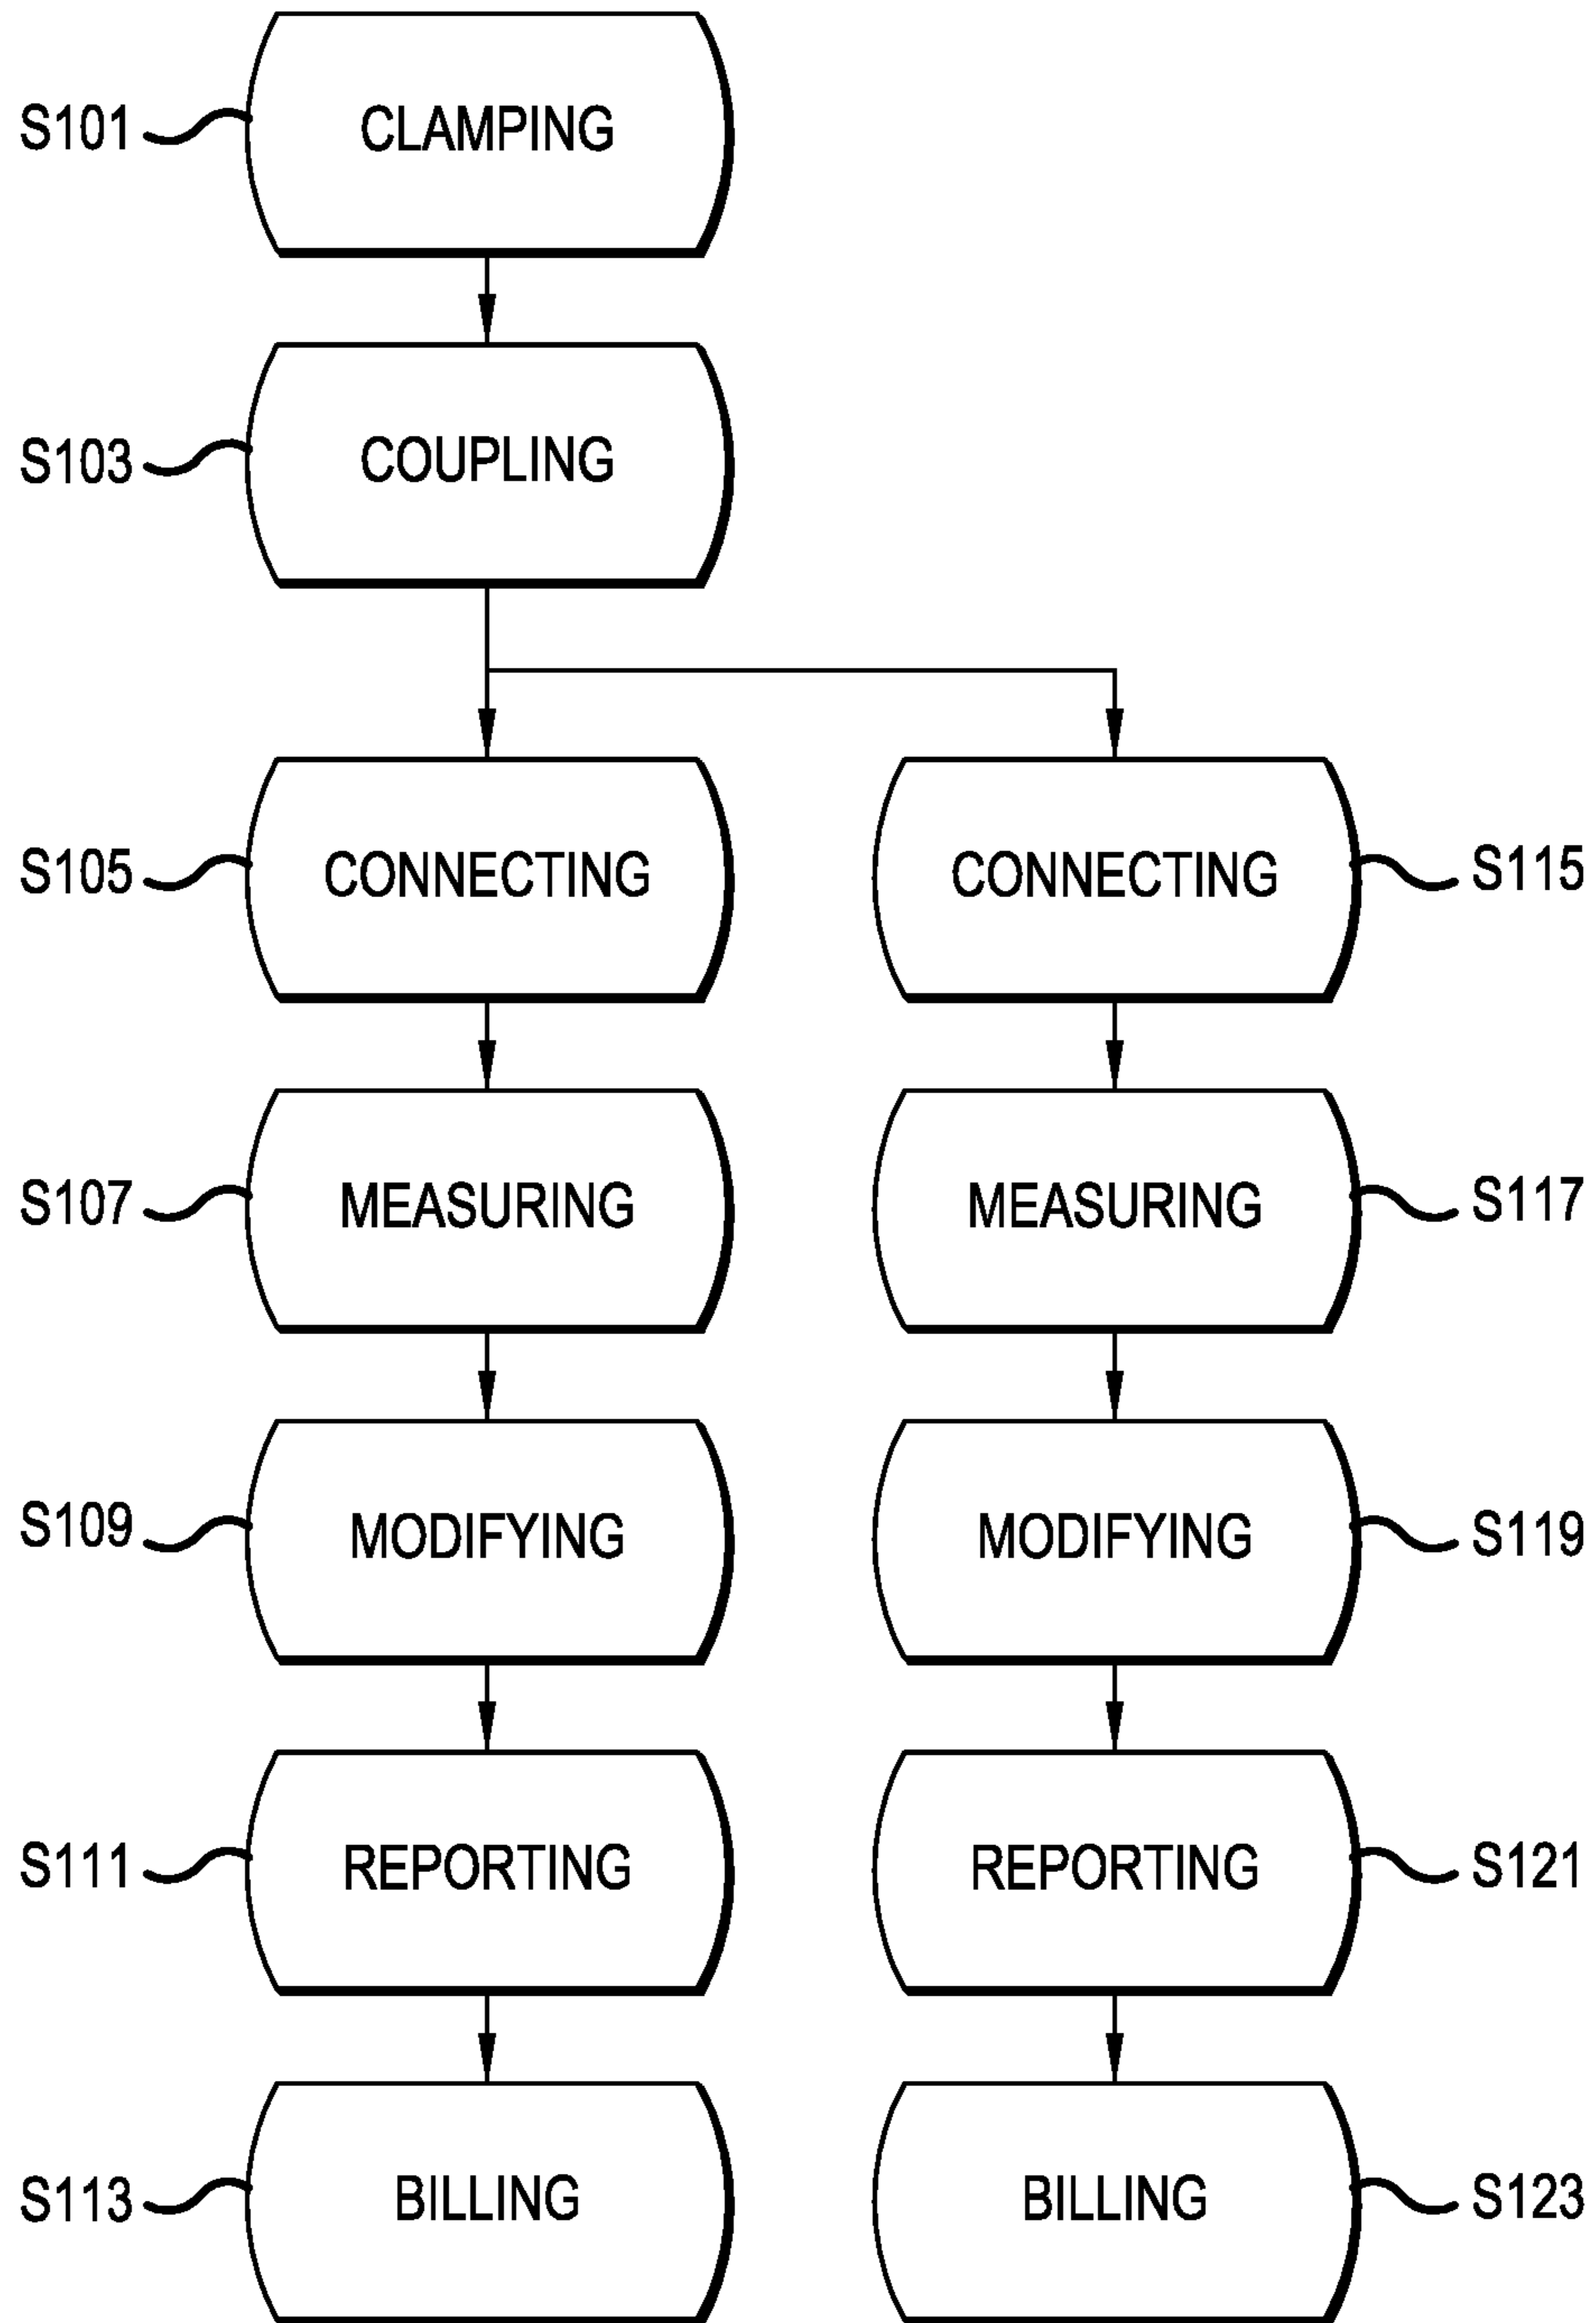 S101
CLAMPING
S103
COUPLING
S105
CONNECTING
CONNECTING
S115
S107
MEASURING
MEASURING
S117
S109
MODIFYING
MODIFYING
S119
S111
REPORTING
REPORTING
S121
S113
BILLING
BILLING
S123